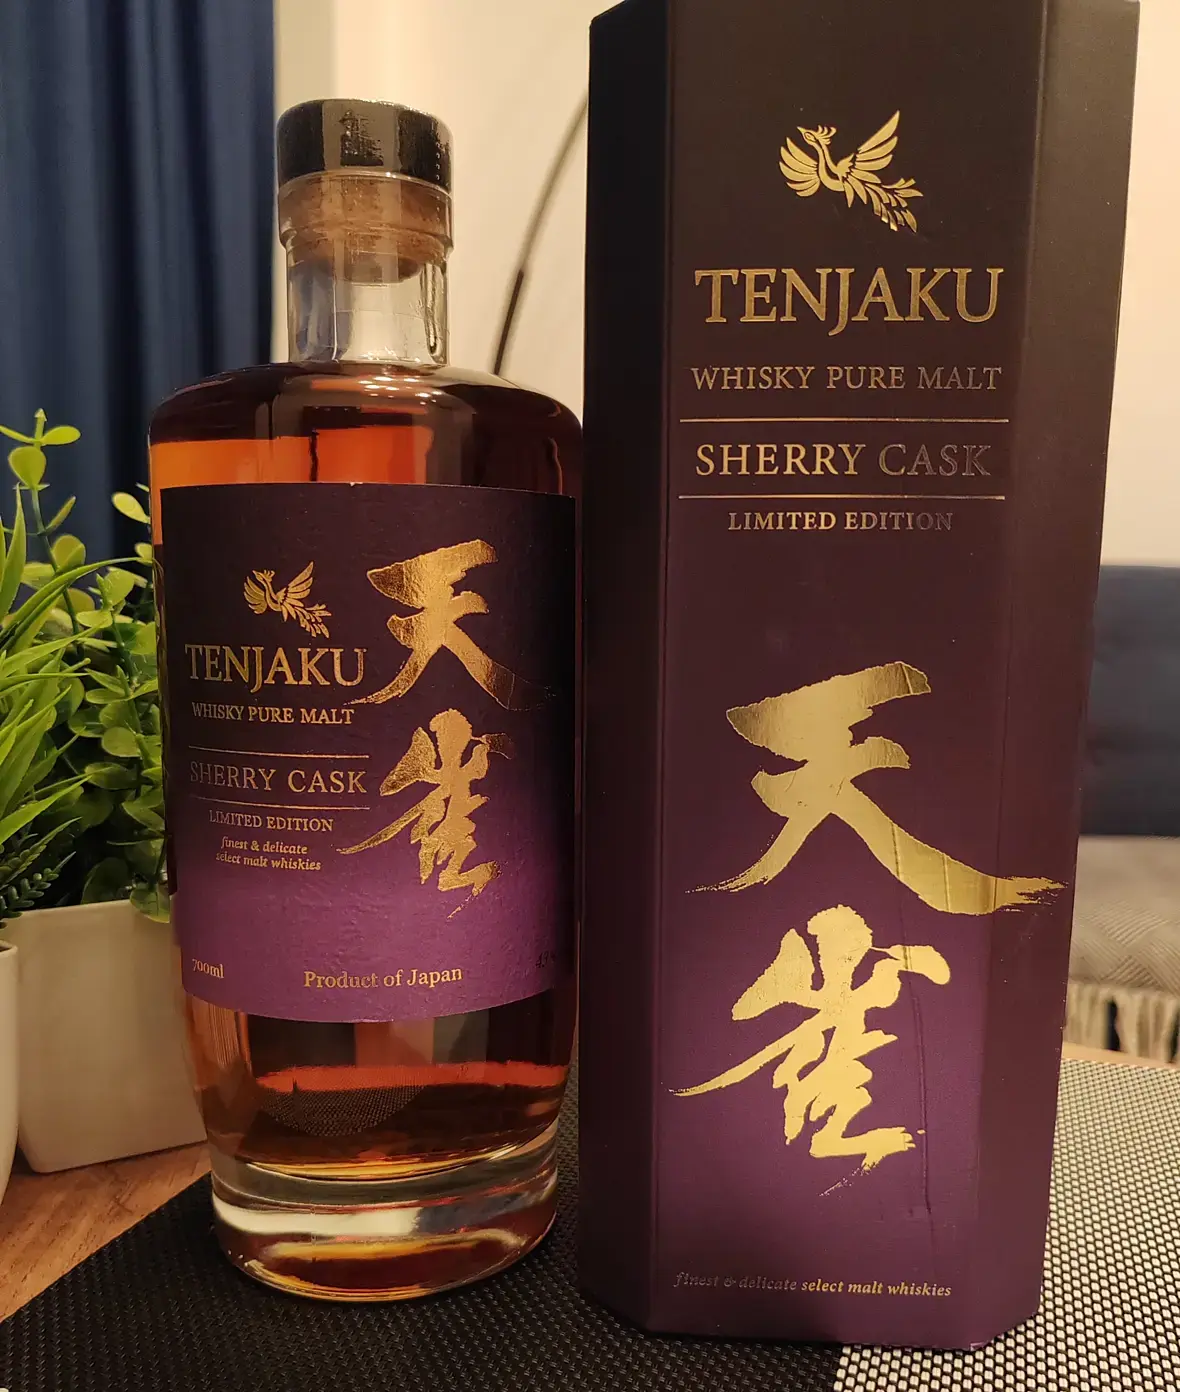 TENJAKU
WHISKY PURE MALT
SHERRY CASK
LIMITED EDITION
finest & delicate
select malt whiskies
天雀
700ml
Product of Japan
TENJAKU
WHISKY PURE MALT
SHERRY CASK
LIMITED EDITION
天雀
finest & delicate select malt whiskies